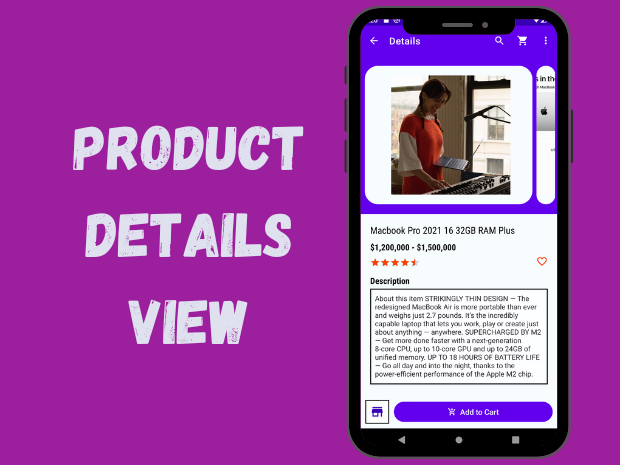 PRODUCT
DETAILS
VIEW
Details
s in the
Macbook Pro 2021 16 32GB RAM Plus
$1,200,000 - $1,500,000
Description
About this item STRIKINGLY THIN DESIGN — The
redesigned MacBook Air is more portable than ever
and weighs just 2.7 pounds. It's the incredibly
capable laptop that lets you work, play or create just
about anything — anywhere. SUPERCHARGED BY M2
— Get more done faster with a next-generation
8-core CPU, up to 10-core GPU and up to 24GB of
unified memory. UP TO 18 HOURS OF BATTERY LIFE
— Go all day and into the night, thanks to the
power-efficient performance of the Apple M2 chip.
Add to Cart